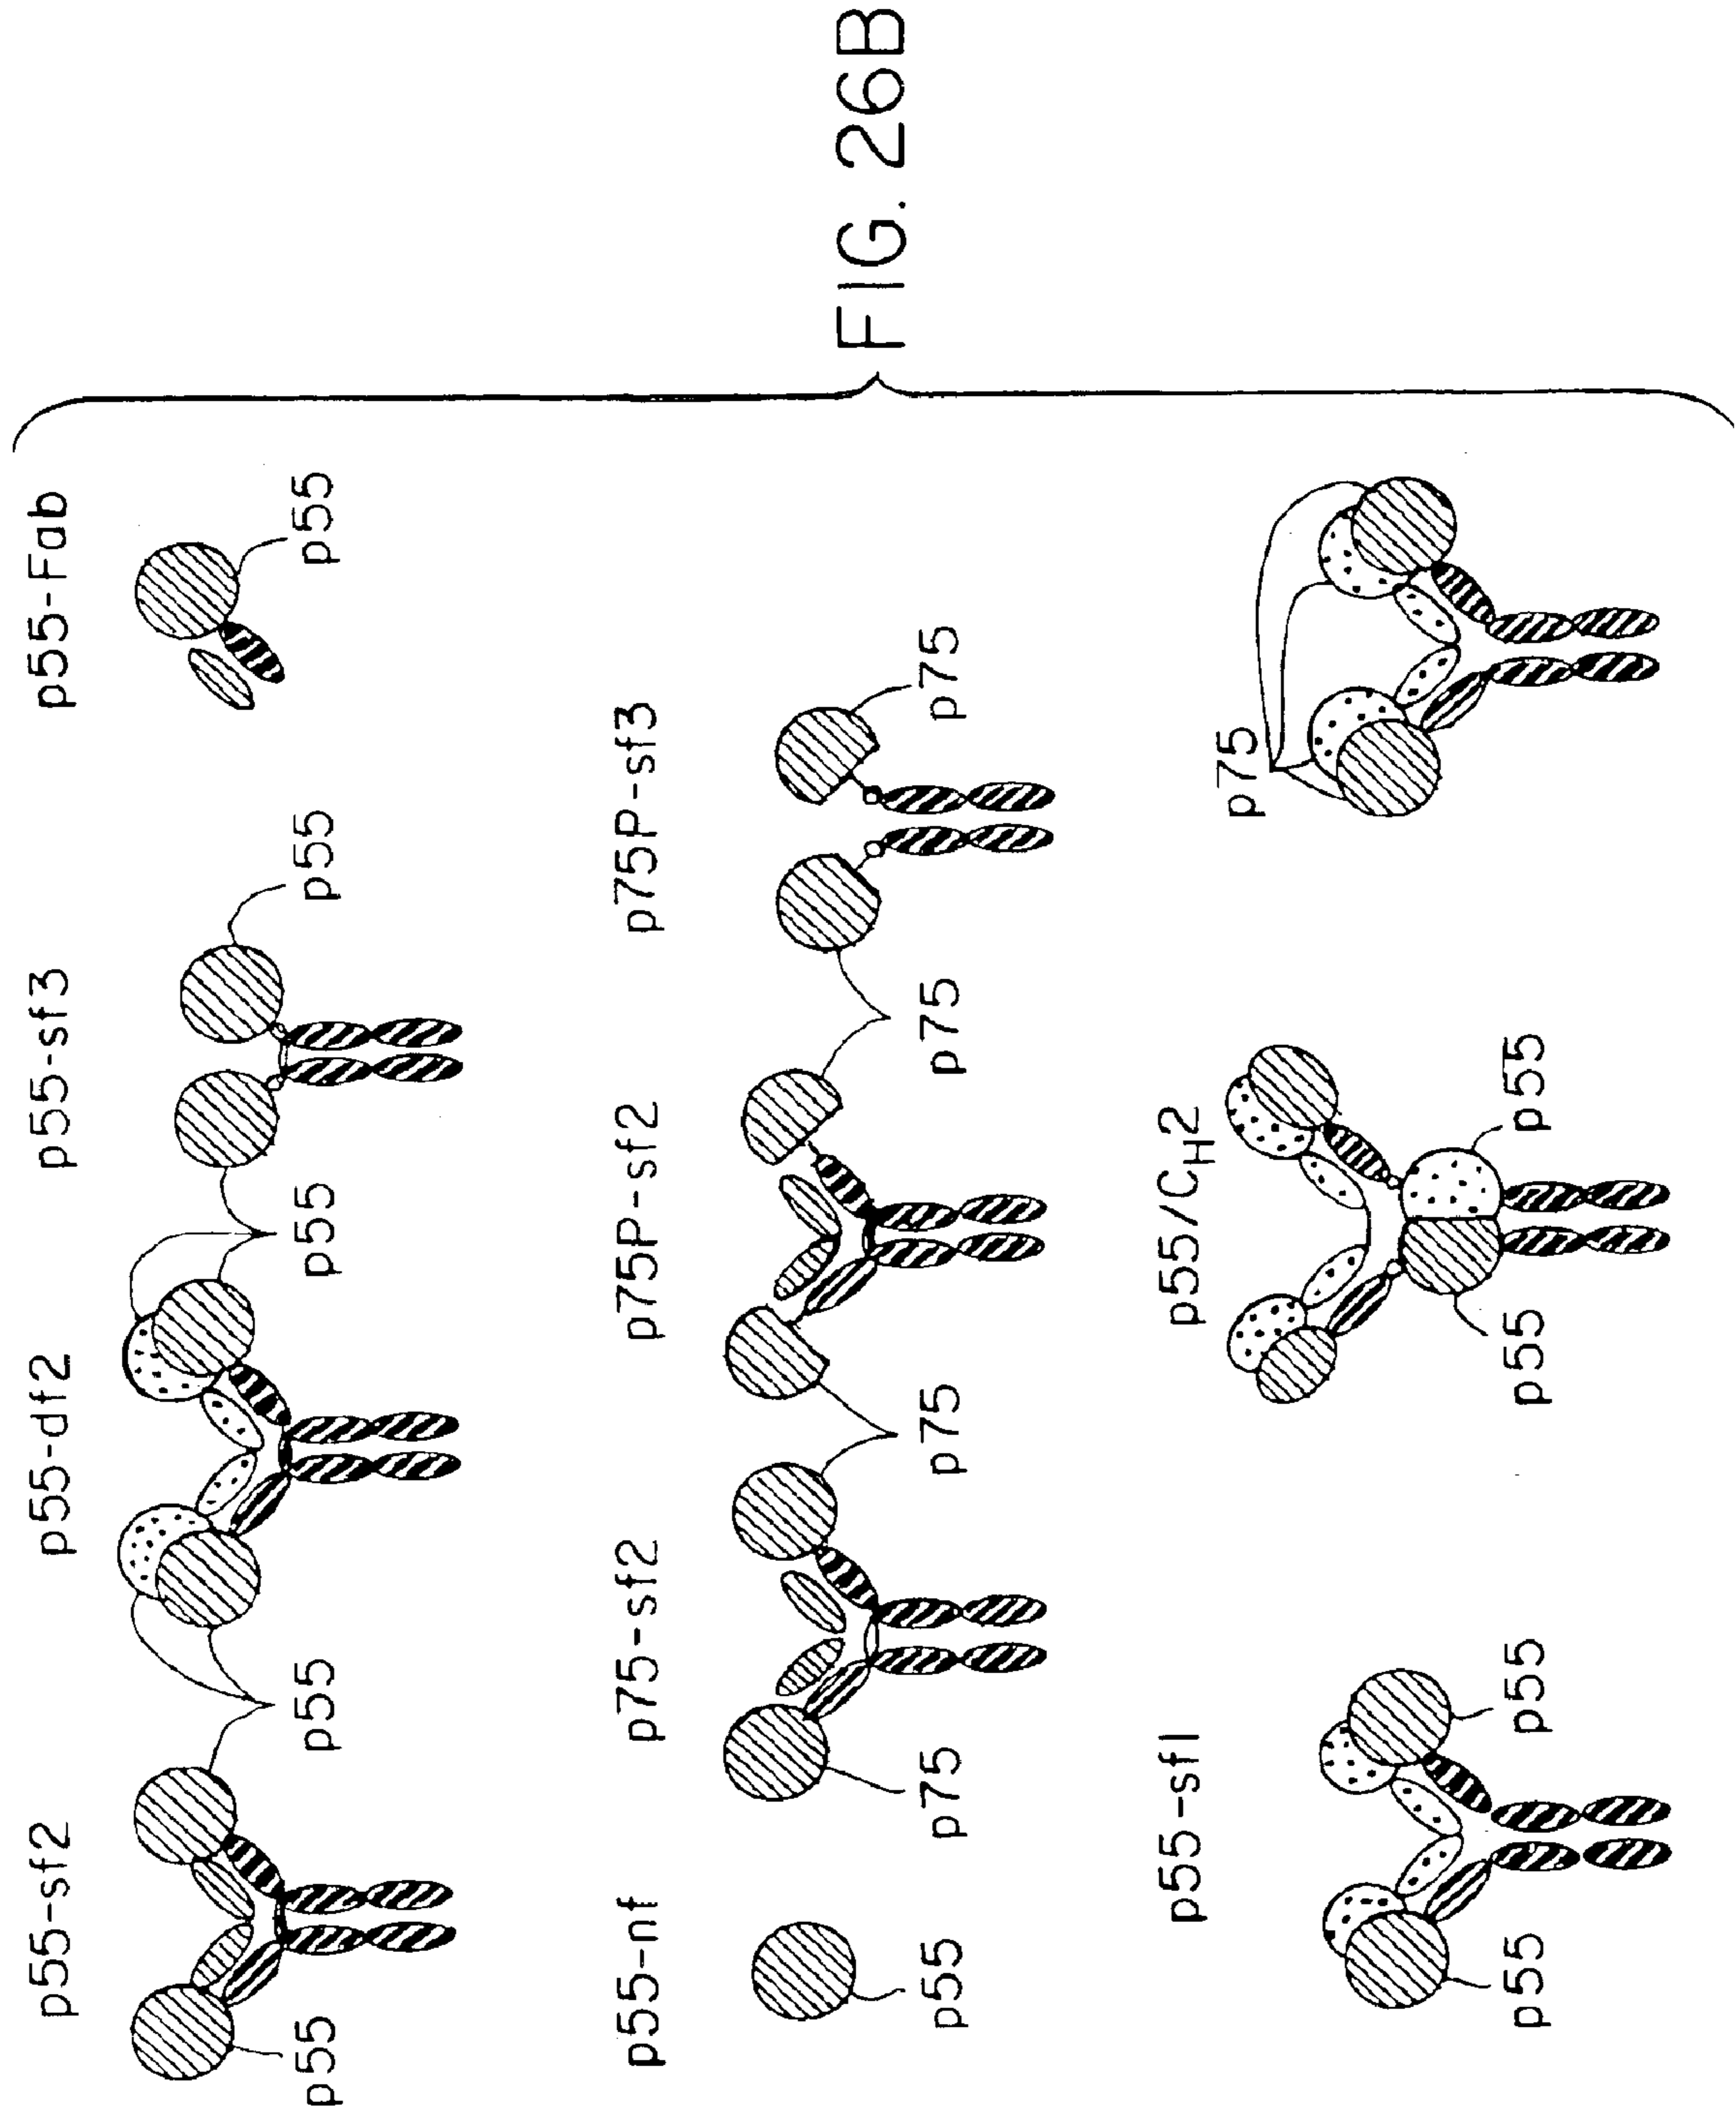 p55-sf2 p55-df2 p55-sf3 p55-Fab
p55 p55 p55 p55 p55
p55-nf p75-sf2 p75P-sf2 p75P-sf3
p55 p75 p75 p75 p75
p55-sf1 p55/CH2 p75
p55 p55 p55 p55
FIG. 26B